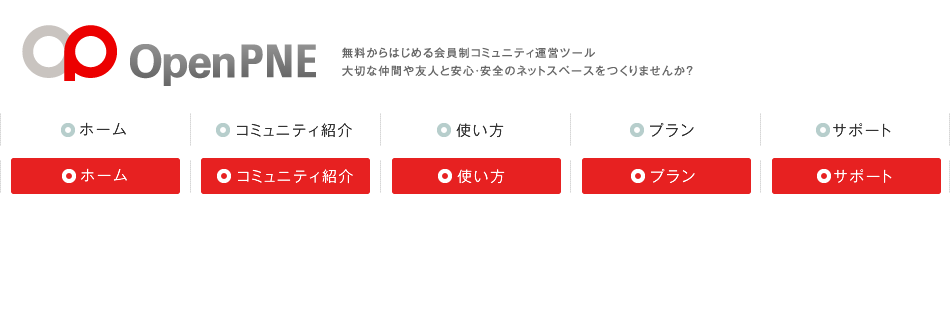 OpenPNE
無料からはじめる会員制コミュニティ運営ツール
大切な仲間や友人と安心·安全のネットスペースをつくりませんか?
ホーム コミュニティ紹介 使い方 プラン サポート
ホーム コミュニティ紹介 使い方 プラン サポート